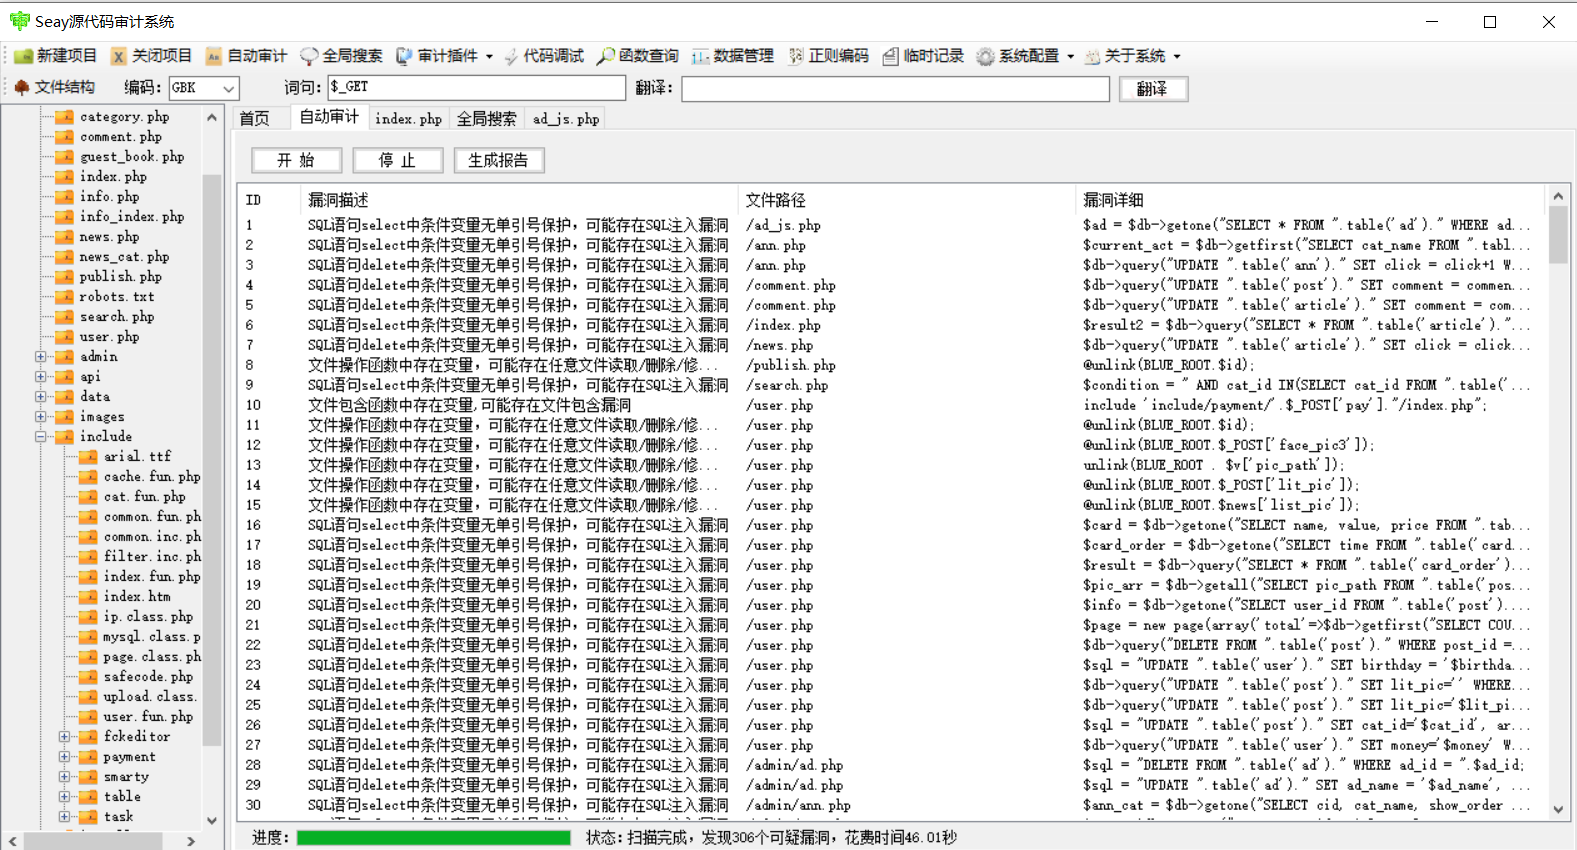 Seay源代码审计系统
新建项目 关闭项目 自动审计 全局搜索 审计插件 代码调试 函数查询 数据管理 正则编码 临时记录 系统配置 关于系统
文件结构 编码: GBK 词句: $_GET 翻译: 翻译
category.php
comment.php
guest_book.php
index.php
info.php
info_index.php
news.php
news_cat.php
publish.php
robots.txt
search.php
user.php
admin
api
data
images
include
arial.ttf
cache.fun.php
cat.fun.php
common.fun.ph
common.inc.ph
filter.inc.ph
index.fun.php
index.htm
ip.class.php
mysql.class.p
page.class.ph
safecode.php
upload.class.
user.fun.php
fckeditor
payment
smarty
table
task
首页 自动审计 index.php 全局搜索 ad_js.php
开 始 停 止 生成报告
ID 漏洞描述 文件路径 漏洞详细
1 SQL语句select中条件变量无单引号保护，可能存在SQL注入漏洞 /ad_js.php $ad = $db->getone("SELECT * FROM ".table('ad')." WHERE ad...
2 SQL语句select中条件变量无单引号保护，可能存在SQL注入漏洞 /ann.php $current_act = $db->getfirst("SELECT cat_name FROM ".tabl...
3 SQL语句delete中条件变量无单引号保护，可能存在SQL注入漏洞 /ann.php $db->query("UPDATE ".table('ann')." SET click = click+1 W...
4 SQL语句delete中条件变量无单引号保护，可能存在SQL注入漏洞 /comment.php $db->query("UPDATE ".table('post')." SET comment = commen...
5 SQL语句delete中条件变量无单引号保护，可能存在SQL注入漏洞 /comment.php $db->query("UPDATE ".table('article')." SET comment = com...
6 SQL语句select中条件变量无单引号保护，可能存在SQL注入漏洞 /index.php $result2 = $db->query("SELECT * FROM ".table('article')."...
7 SQL语句delete中条件变量无单引号保护，可能存在SQL注入漏洞 /news.php $db->query("UPDATE ".table('article')." SET click = click...
8 文件操作函数中存在变量，可能存在任意文件读取/删除/修... /publish.php @unlink(BLUE_ROOT.$id);
9 SQL语句select中条件变量无单引号保护，可能存在SQL注入漏洞 /search.php $condition = " AND cat_id IN(SELECT cat_id FROM ".table('...
10 文件包含函数中存在变量,可能存在文件包含漏洞 /user.php include 'include/payment/'.$_POST['pay']."/index.php";
11 文件操作函数中存在变量，可能存在任意文件读取/删除/修... /user.php @unlink(BLUE_ROOT.$id);
12 文件操作函数中存在变量，可能存在任意文件读取/删除/修... /user.php @unlink(BLUE_ROOT.$_POST['face_pic3']);
13 文件操作函数中存在变量，可能存在任意文件读取/删除/修... /user.php unlink(BLUE_ROOT . $v['pic_path']);
14 文件操作函数中存在变量，可能存在任意文件读取/删除/修... /user.php @unlink(BLUE_ROOT.$_POST['lit_pic']);
15 文件操作函数中存在变量，可能存在任意文件读取/删除/修... /user.php @unlink(BLUE_ROOT.$news['list_pic']);
16 SQL语句select中条件变量无单引号保护，可能存在SQL注入漏洞 /user.php $card = $db->getone("SELECT name, value, price FROM ".tab...
17 SQL语句select中条件变量无单引号保护，可能存在SQL注入漏洞 /user.php $card_order = $db->getone("SELECT time FROM ".table('card...
18 SQL语句select中条件变量无单引号保护，可能存在SQL注入漏洞 /user.php $result = $db->query("SELECT * FROM ".table('card_order')...
19 SQL语句select中条件变量无单引号保护，可能存在SQL注入漏洞 /user.php $pic_arr = $db->getall("SELECT pic_path FROM ".table('pos...
20 SQL语句select中条件变量无单引号保护，可能存在SQL注入漏洞 /user.php $info = $db->getone("SELECT user_id FROM ".table('post')....
21 SQL语句select中条件变量无单引号保护，可能存在SQL注入漏洞 /user.php $page = new page(array('total'=>$db->getfirst("SELECT COU...
22 SQL语句delete中条件变量无单引号保护，可能存在SQL注入漏洞 /user.php $db->query("DELETE FROM ".table('post')." WHERE post_id =...
23 SQL语句delete中条件变量无单引号保护，可能存在SQL注入漏洞 /user.php $sql = "UPDATE ".table('user')." SET birthday = '$birthda...
24 SQL语句delete中条件变量无单引号保护，可能存在SQL注入漏洞 /user.php $db->query("UPDATE ".table('post')." SET lit_pic='' WHERE...
25 SQL语句delete中条件变量无单引号保护，可能存在SQL注入漏洞 /user.php $db->query("UPDATE ".table('post')." SET lit_pic='$lit_pi...
26 SQL语句delete中条件变量无单引号保护，可能存在SQL注入漏洞 /user.php $sql = "UPDATE ".table('post')." SET cat_id='$cat_id', ar...
27 SQL语句delete中条件变量无单引号保护，可能存在SQL注入漏洞 /user.php $db->query("UPDATE ".table('user')." SET money='$money' W...
28 SQL语句delete中条件变量无单引号保护，可能存在SQL注入漏洞 /admin/ad.php $sql = "DELETE FROM ".table('ad')." WHERE ad_id = ".$ad_id;
29 SQL语句delete中条件变量无单引号保护，可能存在SQL注入漏洞 /admin/ad.php $sql = "UPDATE ".table('ad')." SET ad_name = '$ad_name', ...
30 SQL语句select中条件变量无单引号保护，可能存在SQL注入漏洞 /admin/ann.php $ann_cat = $db->getone("SELECT cid, cat_name, show_order ...
进度: 状态:扫描完成，发现306个可疑漏洞，花费时间46.01秒